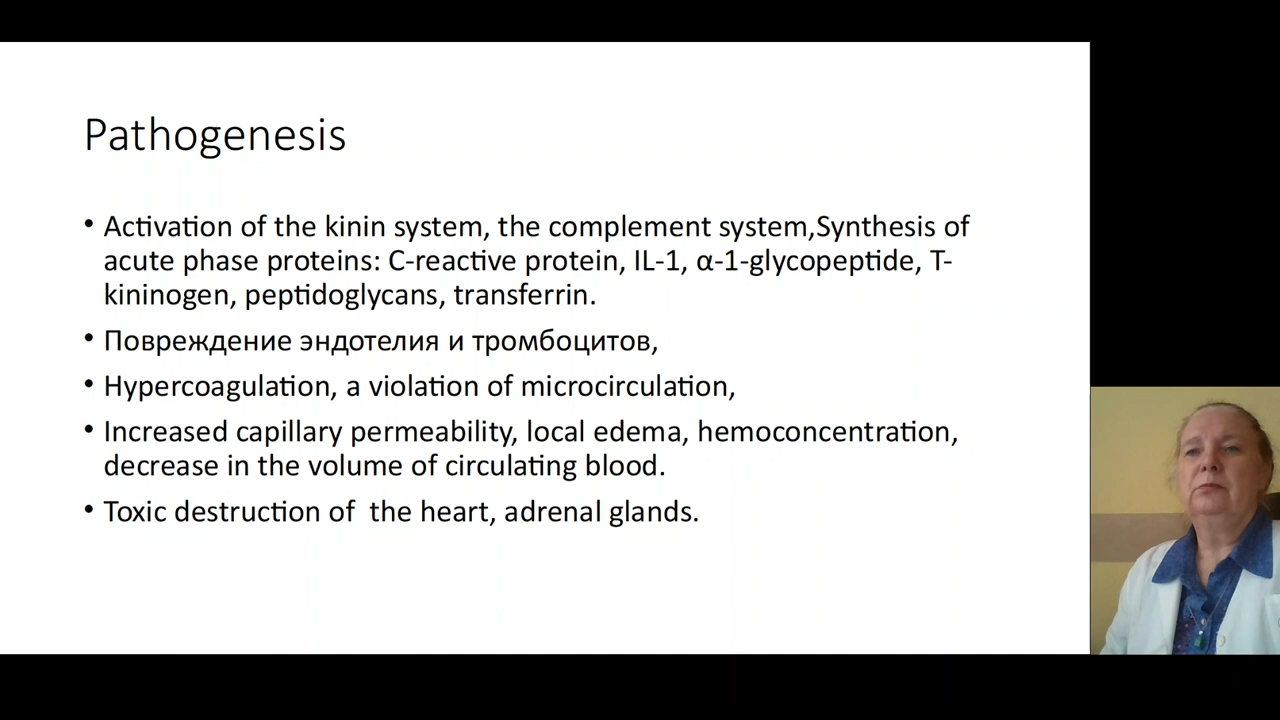 Pathogenesis
• Activation of the kinin system, the complement system,Synthesis of
acute phase proteins: C-reactive protein, IL-1, α-1-glycopeptide, T-
kininogen, peptidoglycans, transferrin.
• Повреждение эндотелия и тромбоцитов,
• Hypercoagulation, a violation of microcirculation,
• Increased capillary permeability, local edema, hemoconcentration,
decrease in the volume of circulating blood.
• Toxic destruction of  the heart, adrenal glands.